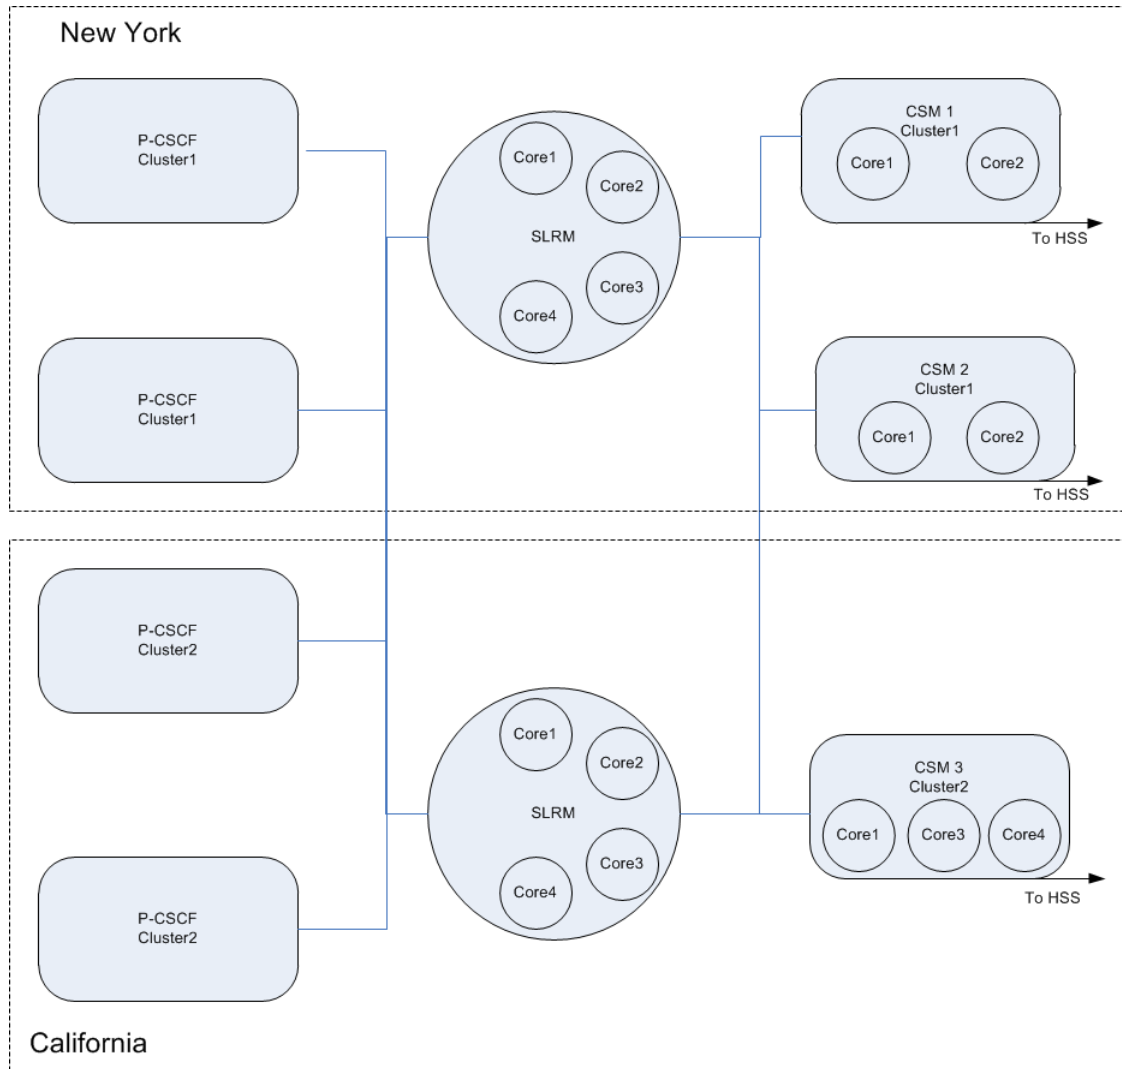 New York
P-CSCF
Cluster1
Core1
Core2
SLRM
Core3
Core4
CSM 1
Cluster1
Core1
Core2
To HSS
P-CSCF
Cluster1
CSM 2
Cluster1
Core1
Core2
To HSS
P-CSCF
Cluster2
Core1
Core2
SLRM
Core3
Core4
CSM 3
Cluster2
Core1
Core3
Core4
To HSS
P-CSCF
Cluster2
California